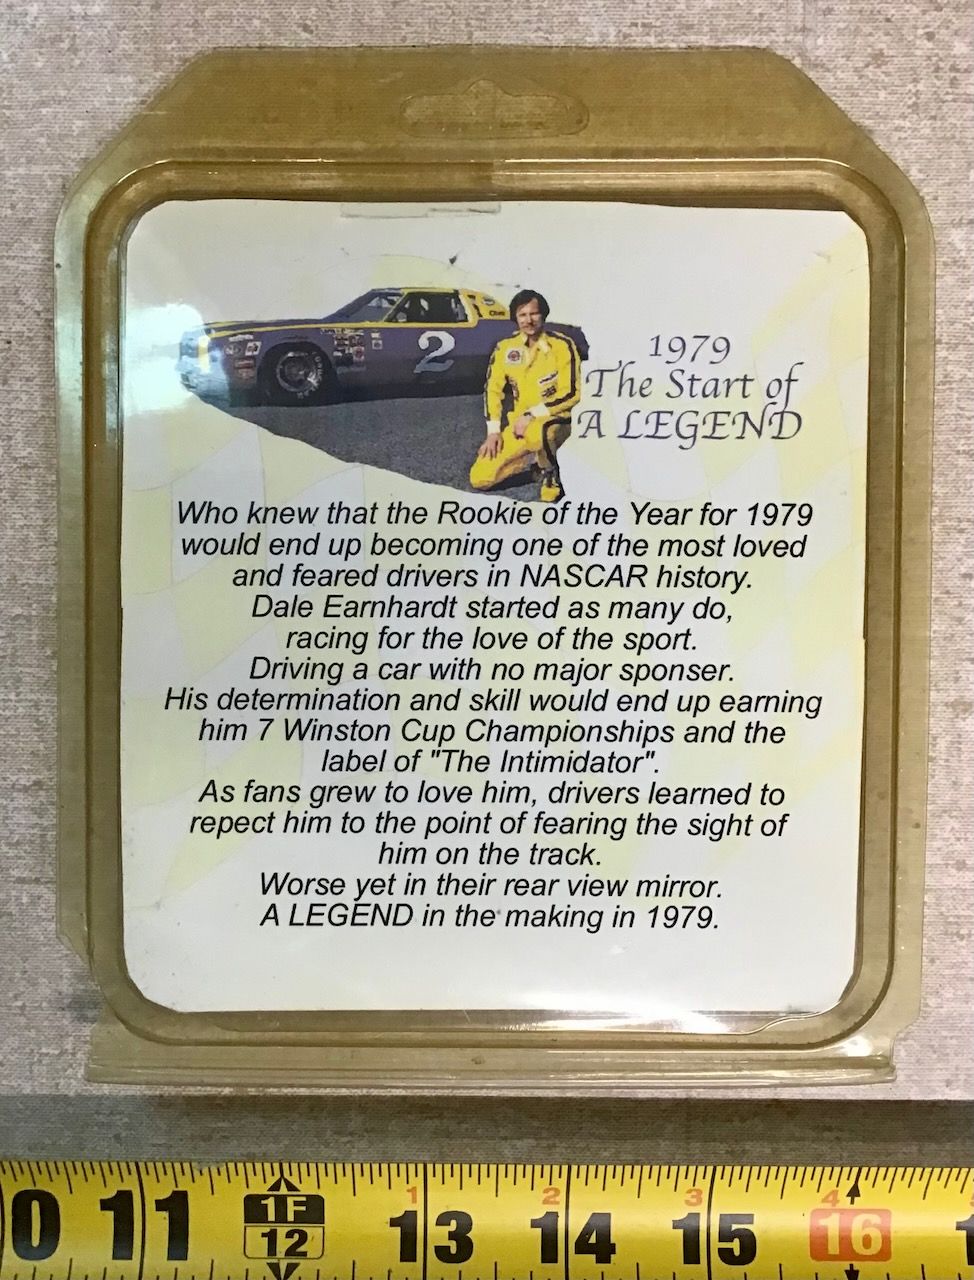 2
1979
The Start of
A LEGEND
Who knew that the Rookie of the Year for 1979
would end up becoming one of the most loved
and feared drivers in NASCAR history.
Dale Earnhardt started as many do,
racing for the love of the sport.
Driving a car with no major sponser.
His determination and skill would end up earning
him 7 Winston Cup Championships and the
label of "The Intimidator".
As fans grew to love him, drivers learned to
repect him to the point of fearing the sight of
him on the track.
Worse yet in their rear view mirror.
A LEGEND in the making in 1979.
1F 1 2 3 4
0 11 12 13 14 15 16